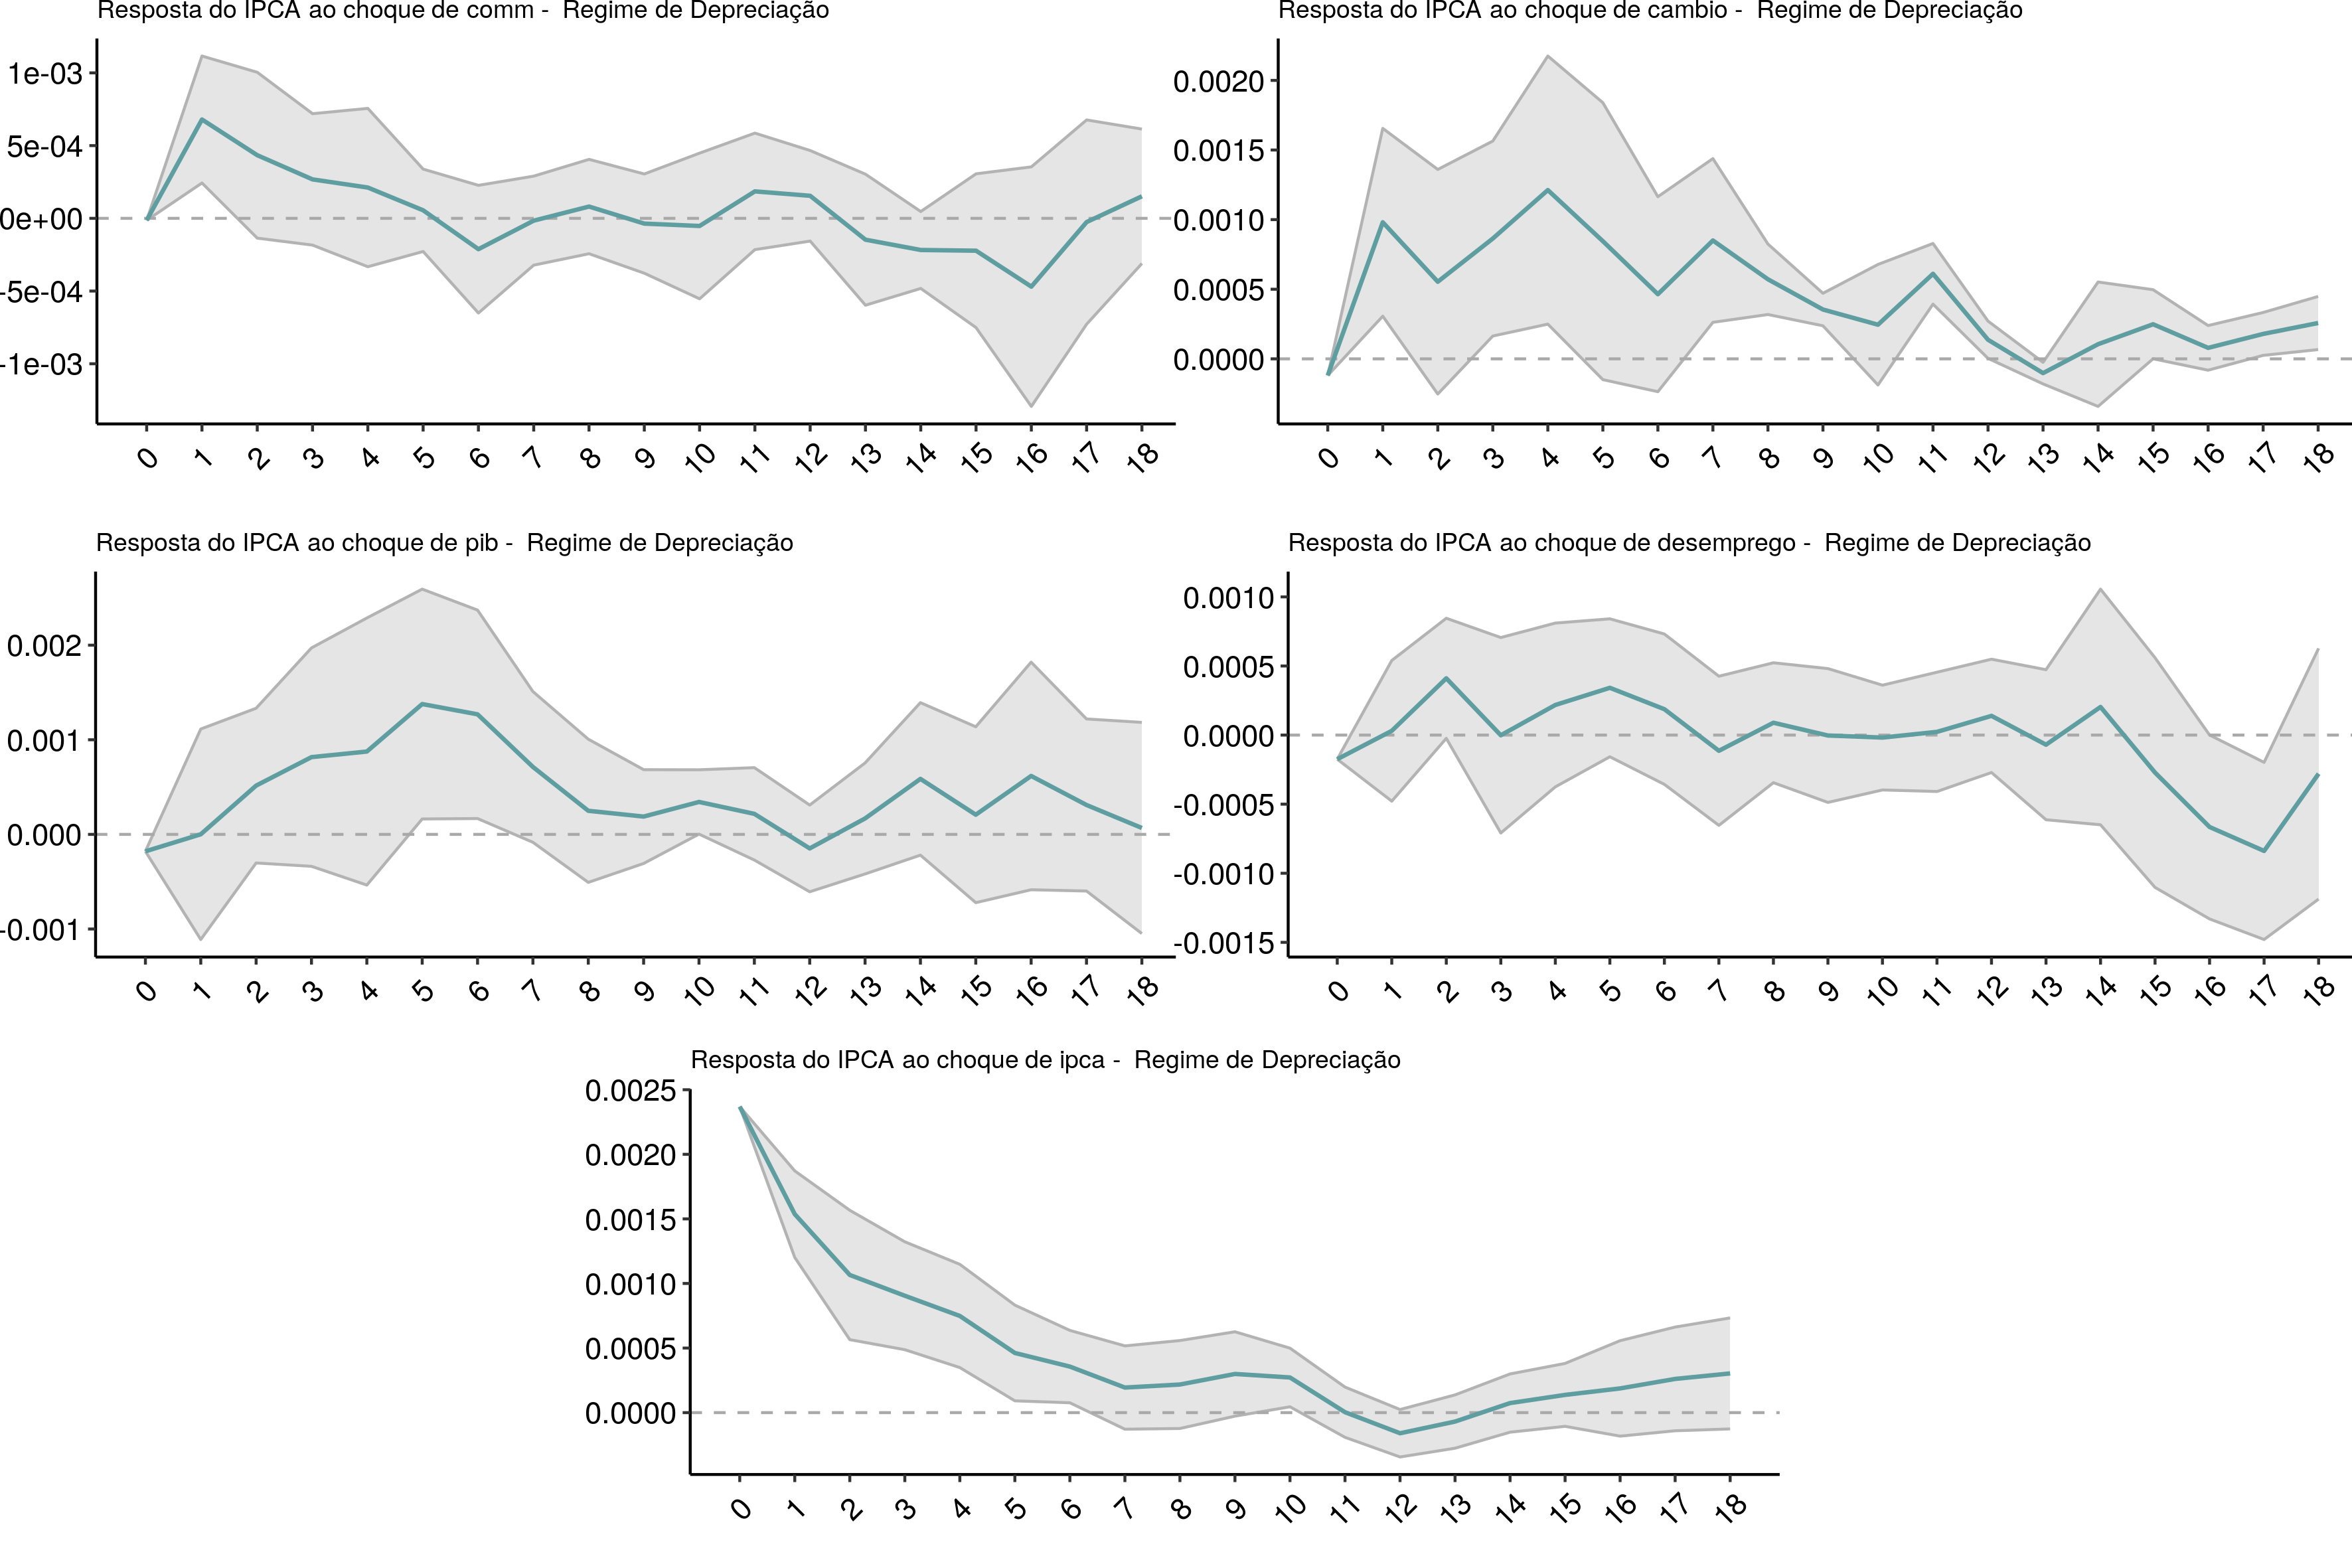 Resposta do IPCA ao choque de comm -  Regime de Depreciação
1e-03
5e-04
0e+00
-5e-04
-1e-03
0 1 2 3 4 5 6 7 8 9 10 11 12 13 14 15 16 17 18
Resposta do IPCA ao choque de cambio -  Regime de Depreciação
0.0020
0.0015
0.0010
0.0005
0.0000
0 1 2 3 4 5 6 7 8 9 10 11 12 13 14 15 16 17 18
Resposta do IPCA ao choque de pib -  Regime de Depreciação
0.002
0.001
0.000
-0.001
0 1 2 3 4 5 6 7 8 9 10 11 12 13 14 15 16 17 18
Resposta do IPCA ao choque de desemprego -  Regime de Depreciação
0.0010
0.0005
0.0000
-0.0005
-0.0010
-0.0015
0 1 2 3 4 5 6 7 8 9 10 11 12 13 14 15 16 17 18
Resposta do IPCA ao choque de ipca -  Regime de Depreciação
0.0025
0.0020
0.0015
0.0010
0.0005
0.0000
0 1 2 3 4 5 6 7 8 9 10 11 12 13 14 15 16 17 18